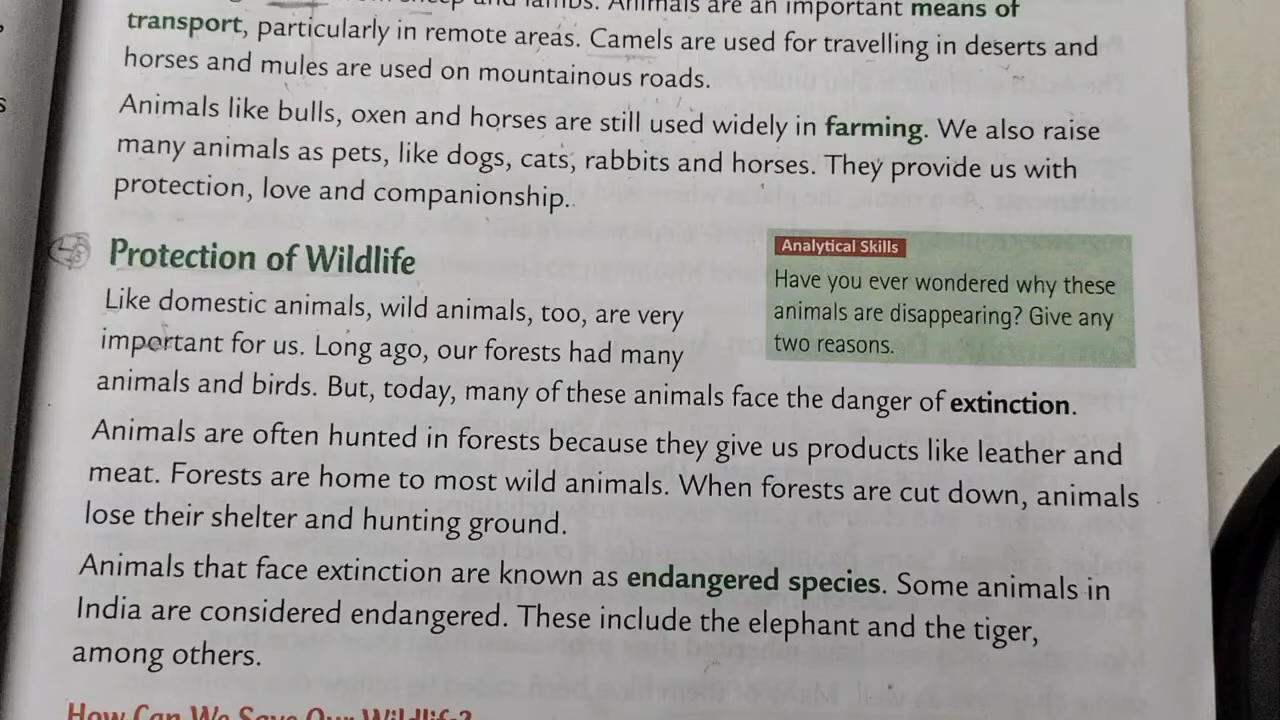 and lambs. Animals are an important means of
transport, particularly in remote areas. Camels are used for travelling in deserts and
horses and mules are used on mountainous roads.
Animals like bulls, oxen and horses are still used widely in farming. We also raise
many animals as pets, like dogs, cats, rabbits and horses. They provide us with
protection, love and companionship..
Protection of Wildlife
Analytical Skills
Have you ever wondered why these
animals are disappearing? Give any
two reasons.
Like domestic animals, wild animals, too, are very
important for us. Long ago, our forests had many
animals and birds. But, today, many of these animals face the danger of extinction.
Animals are often hunted in forests because they give us products like leather and
meat. Forests are home to most wild animals. When forests are cut down, animals
lose their shelter and hunting ground.
Animals that face extinction are known as endangered species. Some animals in
India are considered endangered. These include the elephant and the tiger,
among others.
How Can We Save Our Wildlife?